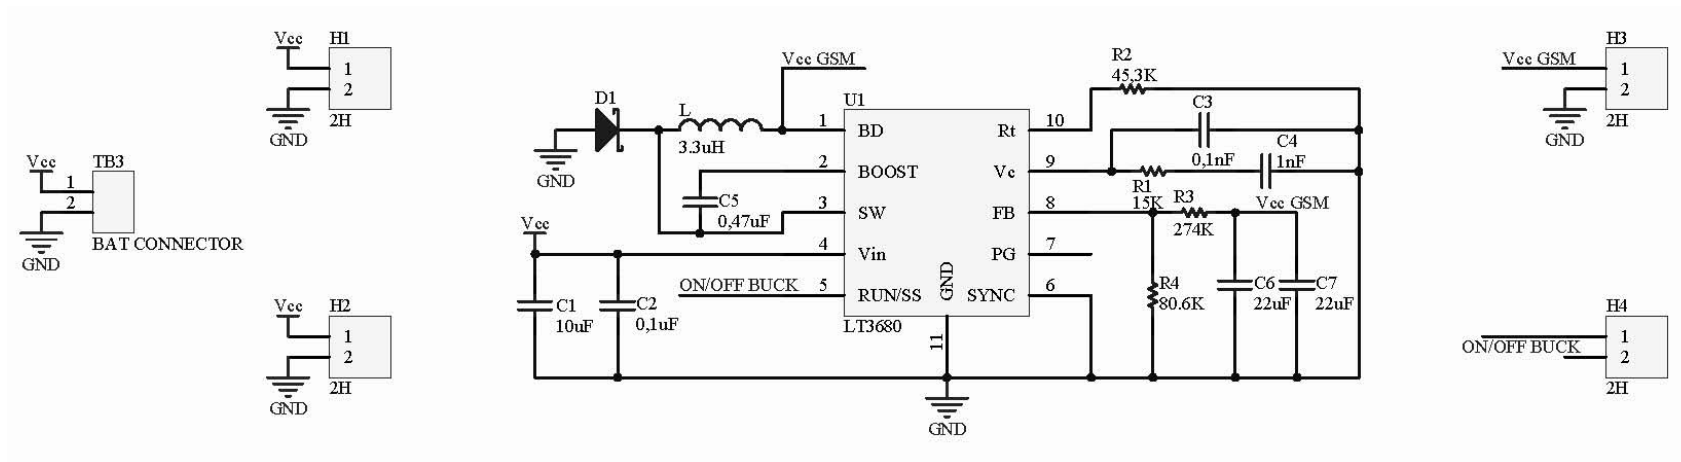 Vcc
TB3
1
2
BAT CONNECTOR
GND
Vcc
H1
1
2
2H
GND
Vcc
H2
1
2
2H
GND
Vcc GSM
D1
L
3.3uH
GND
C5
0,47uF
Vcc
C1
10uF
C2
0,1uF
ON/OFF BUCK
U1
1 BD Rt 10
2 BOOST Vc 9
3 SW FB 8
4 Vin PG 7
5 RUN/SS GND SYNC 6
LT3680
11
GND
R2
45,3K
C3
0,1nF
C4
1nF
R1
15K
R3
274K
Vcc GSM
R4
80.6K
C6
22uF
C7
22uF
Vcc GSM
H3
1
2
2H
GND
H4
1
ON/OFF BUCK
2
2H